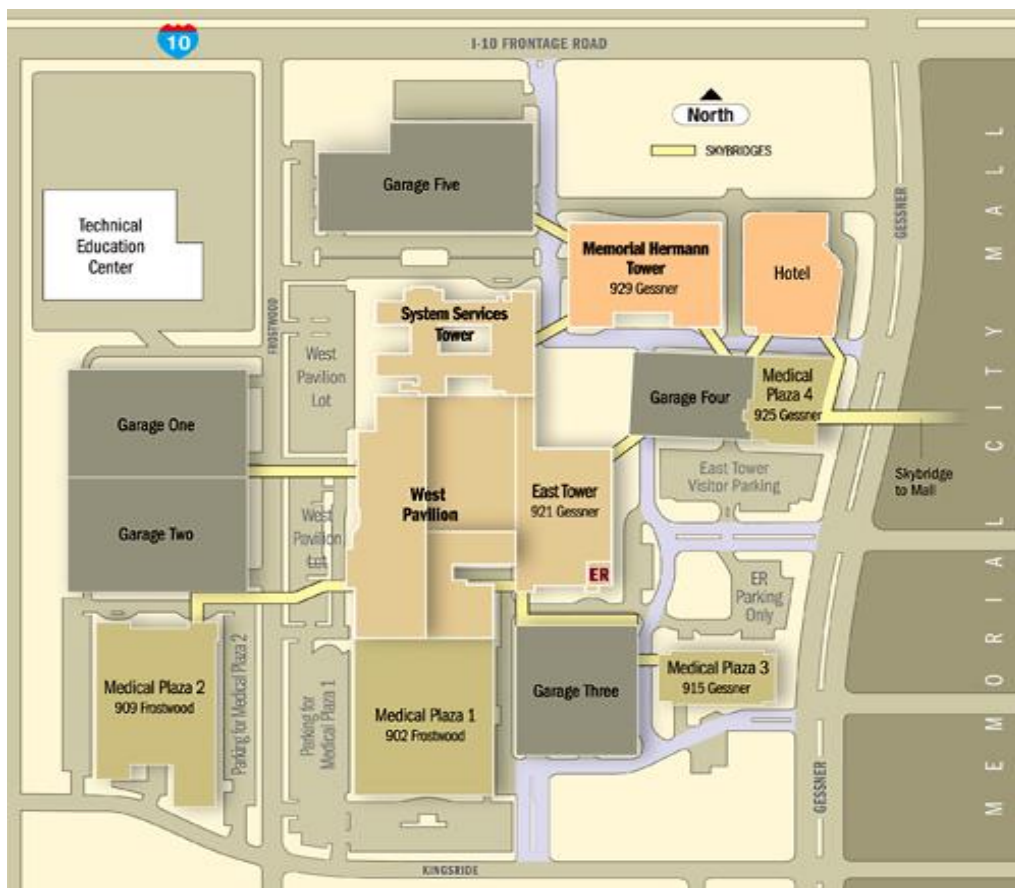 10
I-10 FRONTAGE ROAD
North
SKYBRIDGES
Garage Five
Technical
Education
Center
Memorial Hermann
Tower
929 Gessner
Hotel
GESSNER
MEMORIAL CITY MALL
FROSTWOOD
System Services
Tower
West
Pavilion
Lot
Garage One
Garage Four
Medical
Plaza 4
925 Gessner
Skybridge
to Mall
East Tower
Visitor Parking
West
Pavilion
East Tower
921 Gessner
Garage Two
West
Pavilion
Lot
ER
ER
Parking
Only
Medical Plaza 2
909 Frostwood
Parking for Medical Plaza 2
Parking for
Medical Plaza 1
Medical Plaza 1
902 Frostwood
Garage Three
Medical Plaza 3
915 Gessner
GESSNER
KINGSRIDE